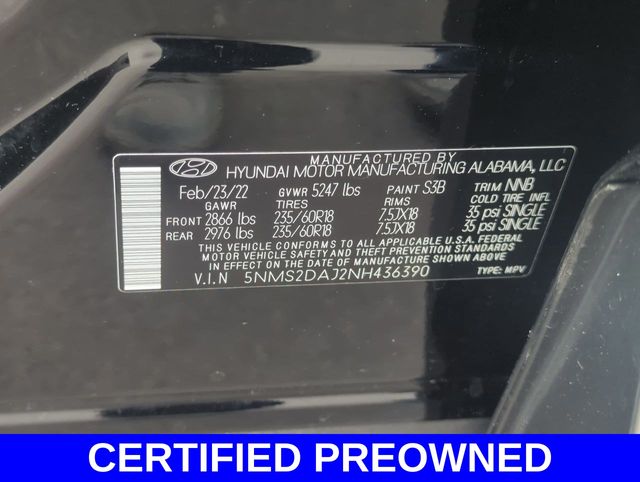 MANUFACTURED BY
HYUNDAI MOTOR MANUFACTURING ALABAMA, LLC
Feb/23/22 GVWR 5247 lbs PAINT S3B TRIM NNB
GAWR TIRES RIMS COLD TIRE INFL
FRONT 2866 lbs 235/60R18 7.5JX18 35 psi SINGLE
REAR 2976 lbs 235/60R18 7.5JX18 35 psi SINGLE
THIS VEHICLE CONFORMS TO ALL APPLICABLE U.S.A. FEDERAL
MOTOR VEHICLE SAFETY AND THEFT PREVENTION STANDARDS
IN EFFECT ON THE DATE OF MANUFACTURE SHOWN ABOVE
V.I.N 5NMS2DAJ2NH436390 TYPE: MPV
CERTIFIED PREOWNED